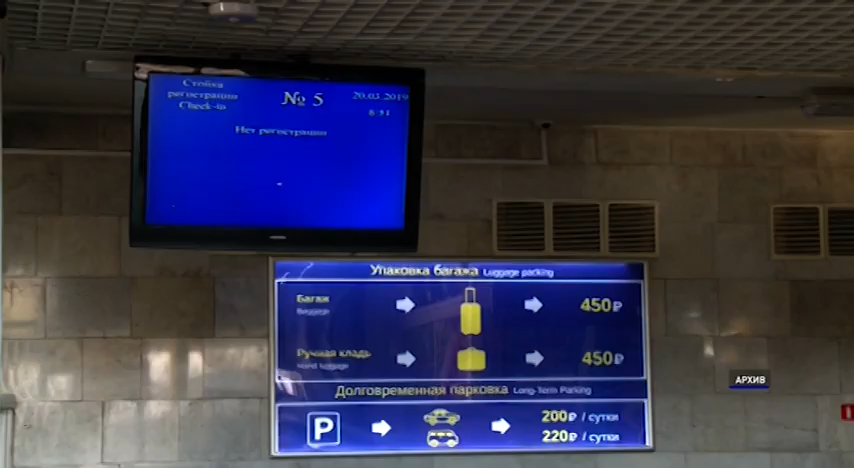 Стойка
регистрации
Check-in
№ 5
20.03.2019
8:51
Нет регистрации
Упаковка багажа Luggage packing
Багаж
Baggage
450₽
Ручная кладь
Hand luggage
450₽
Долговременная парковка Long-Term Parking
P
200₽ / сутки
220₽ / сутки
АРХИВ